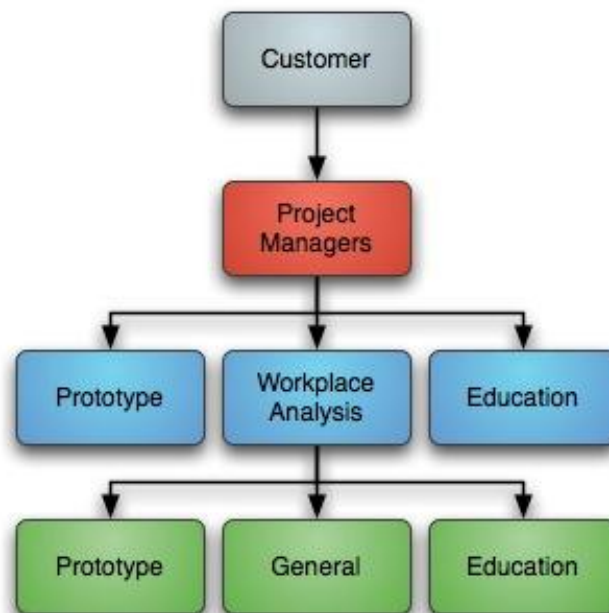 Customer
Project
Managers
Prototype
Workplace
Analysis
Education
Prototype
General
Education